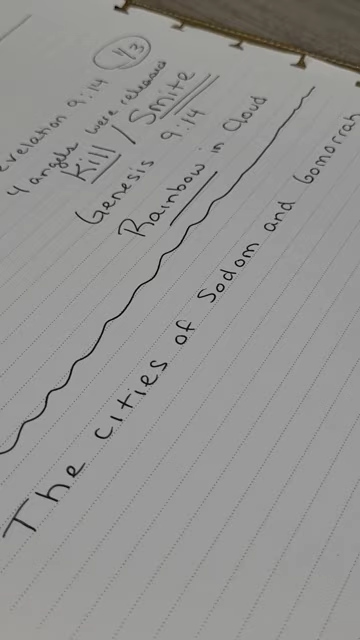 1/3
evelation 9:14
4 angels were released
Kill / Smite
Genesis 9:14
Rainbow in Cloud
The cities of Sodom and Gomorrah